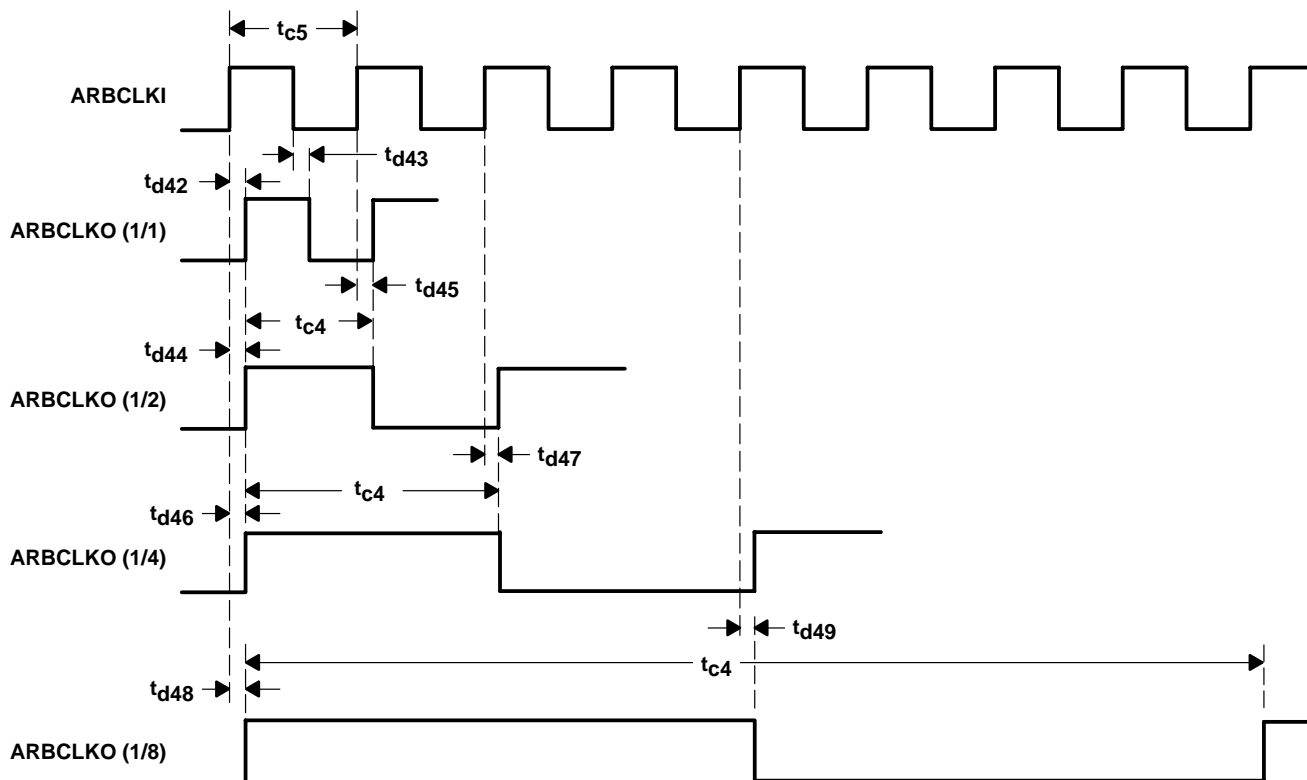 tc5
ARBCLKI
td43
td42
ARBCLKO (1/1)
td45
tc4
td44
ARBCLKO (1/2)
td47
tc4
td46
ARBCLKO (1/4)
td49
tc4
td48
ARBCLKO (1/8)